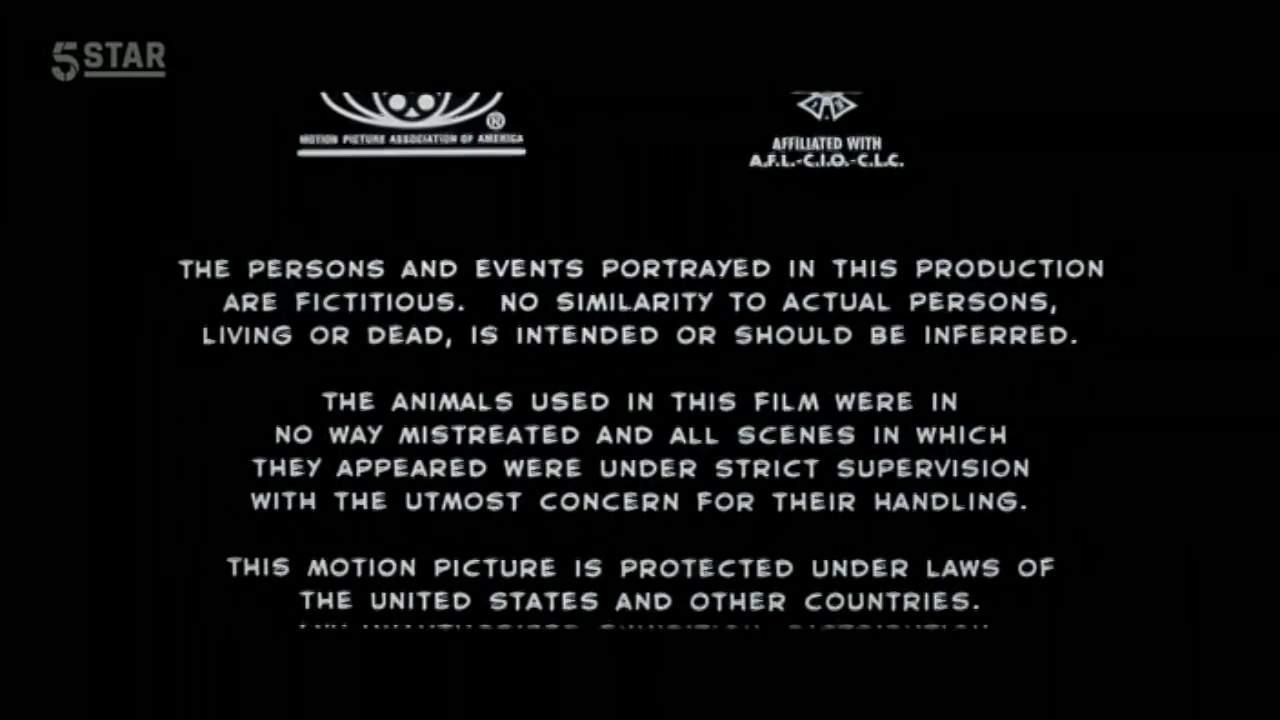 5STAR
®
MOTION PICTURE ASSOCIATION OF AMERICA
AFFILIATED WITH
A.F.L.-C.I.O.-C.L.C.
THE PERSONS AND EVENTS PORTRAYED IN THIS PRODUCTION
ARE FICTITIOUS. NO SIMILARITY TO ACTUAL PERSONS,
LIVING OR DEAD, IS INTENDED OR SHOULD BE INFERRED.
THE ANIMALS USED IN THIS FILM WERE IN
NO WAY MISTREATED AND ALL SCENES IN WHICH
THEY APPEARED WERE UNDER STRICT SUPERVISION
WITH THE UTMOST CONCERN FOR THEIR HANDLING.
THIS MOTION PICTURE IS PROTECTED UNDER LAWS OF
THE UNITED STATES AND OTHER COUNTRIES.